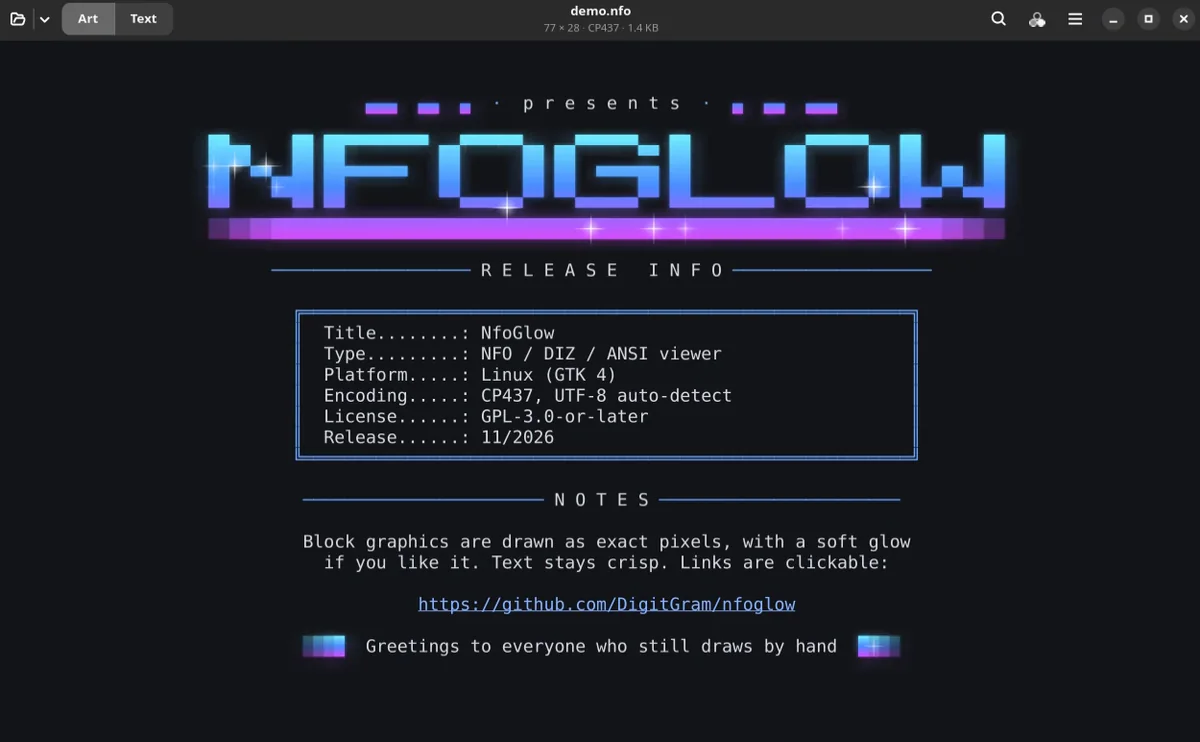 demo.nfo
77 × 28 · CP437 · 1.4 KB
Art Text
· presents ·
NFOGLOW
RELEASE INFO
Title........: NfoGlow
Type.........: NFO / DIZ / ANSI viewer
Platform.....: Linux (GTK 4)
Encoding.....: CP437, UTF-8 auto-detect
License......: GPL-3.0-or-later
Release......: 11/2026
NOTES
Block graphics are drawn as exact pixels, with a soft glow
if you like it. Text stays crisp. Links are clickable:
https://github.com/DigitGram/nfoglow
Greetings to everyone who still draws by hand